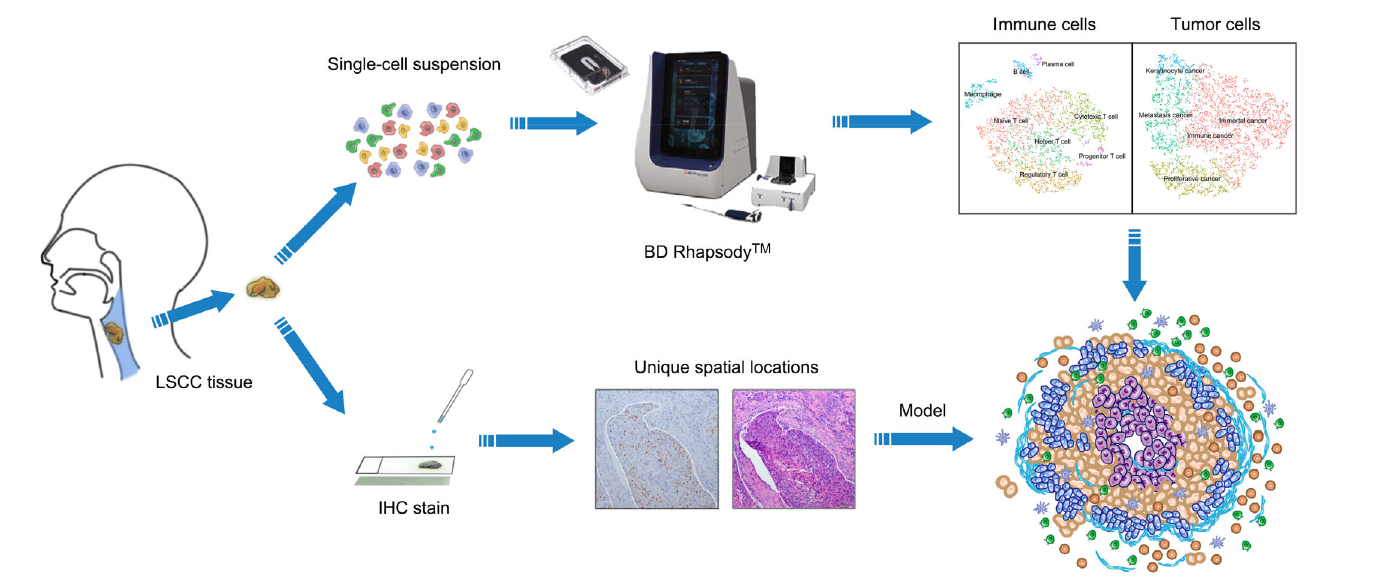 Immune cells
Tumor cells
Single-cell suspension
Plasma cell
B cell
Macrophage
Naive T cell
Cytotoxic T cell
Helper T cell
Progenitor T cell
Regulatory T cell
Keratinocyte cancer
Metastasis cancer
Immortal cancer
Immune cancer
Proliferative cancer
BD Rhapsody™
LSCC tissue
Unique spatial locations
Model
IHC stain